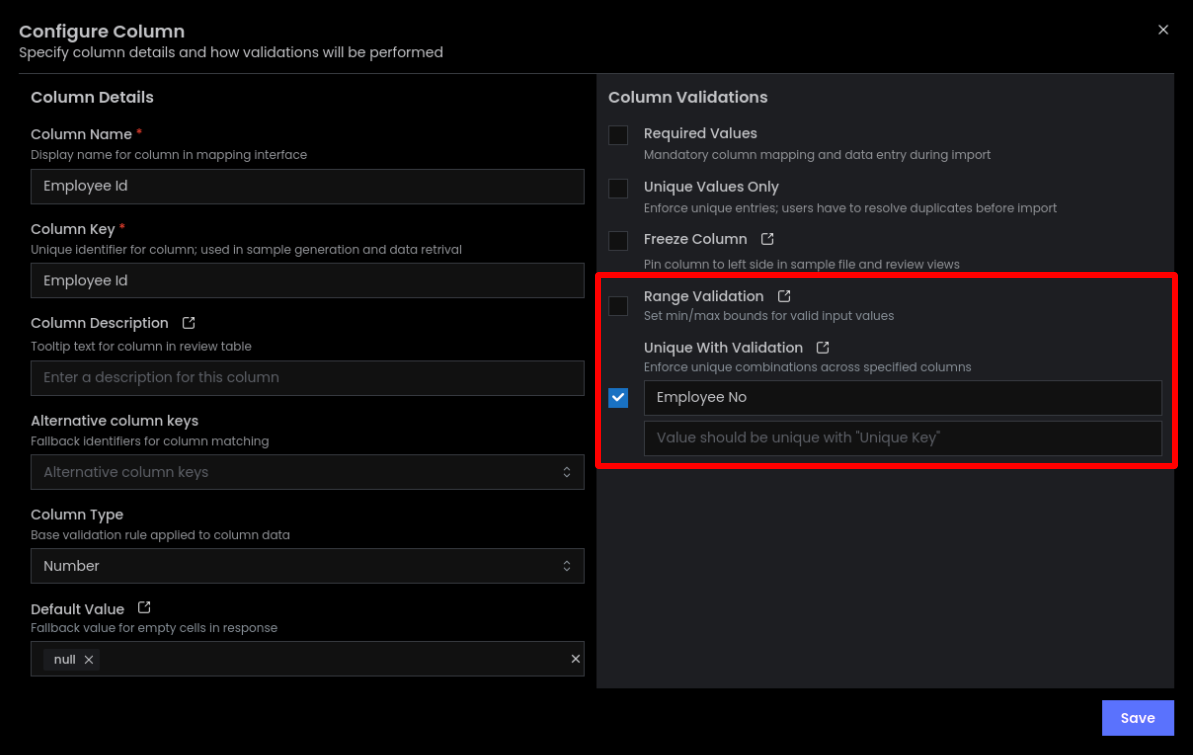 Configure Column
Specify column details and how validations will be performed
Column Details
Column Name *
Display name for column in mapping interface
Employee Id
Column Key *
Unique identifier for column; used in sample generation and data retrival
Employee Id
Column Description
Tooltip text for column in review table
Enter a description for this column
Alternative column keys
Fallback identifiers for column matching
Alternative column keys
Column Type
Base validation rule applied to column data
Number
Default Value
Fallback value for empty cells in response
null
Column Validations
Required Values
Mandatory column mapping and data entry during import
Unique Values Only
Enforce unique entries; users have to resolve duplicates before import
Freeze Column
Pin column to left side in sample file and review views
Range Validation
Set min/max bounds for valid input values
Unique With Validation
Enforce unique combinations across specified columns
Employee No
Value should be unique with "Unique Key"
Save